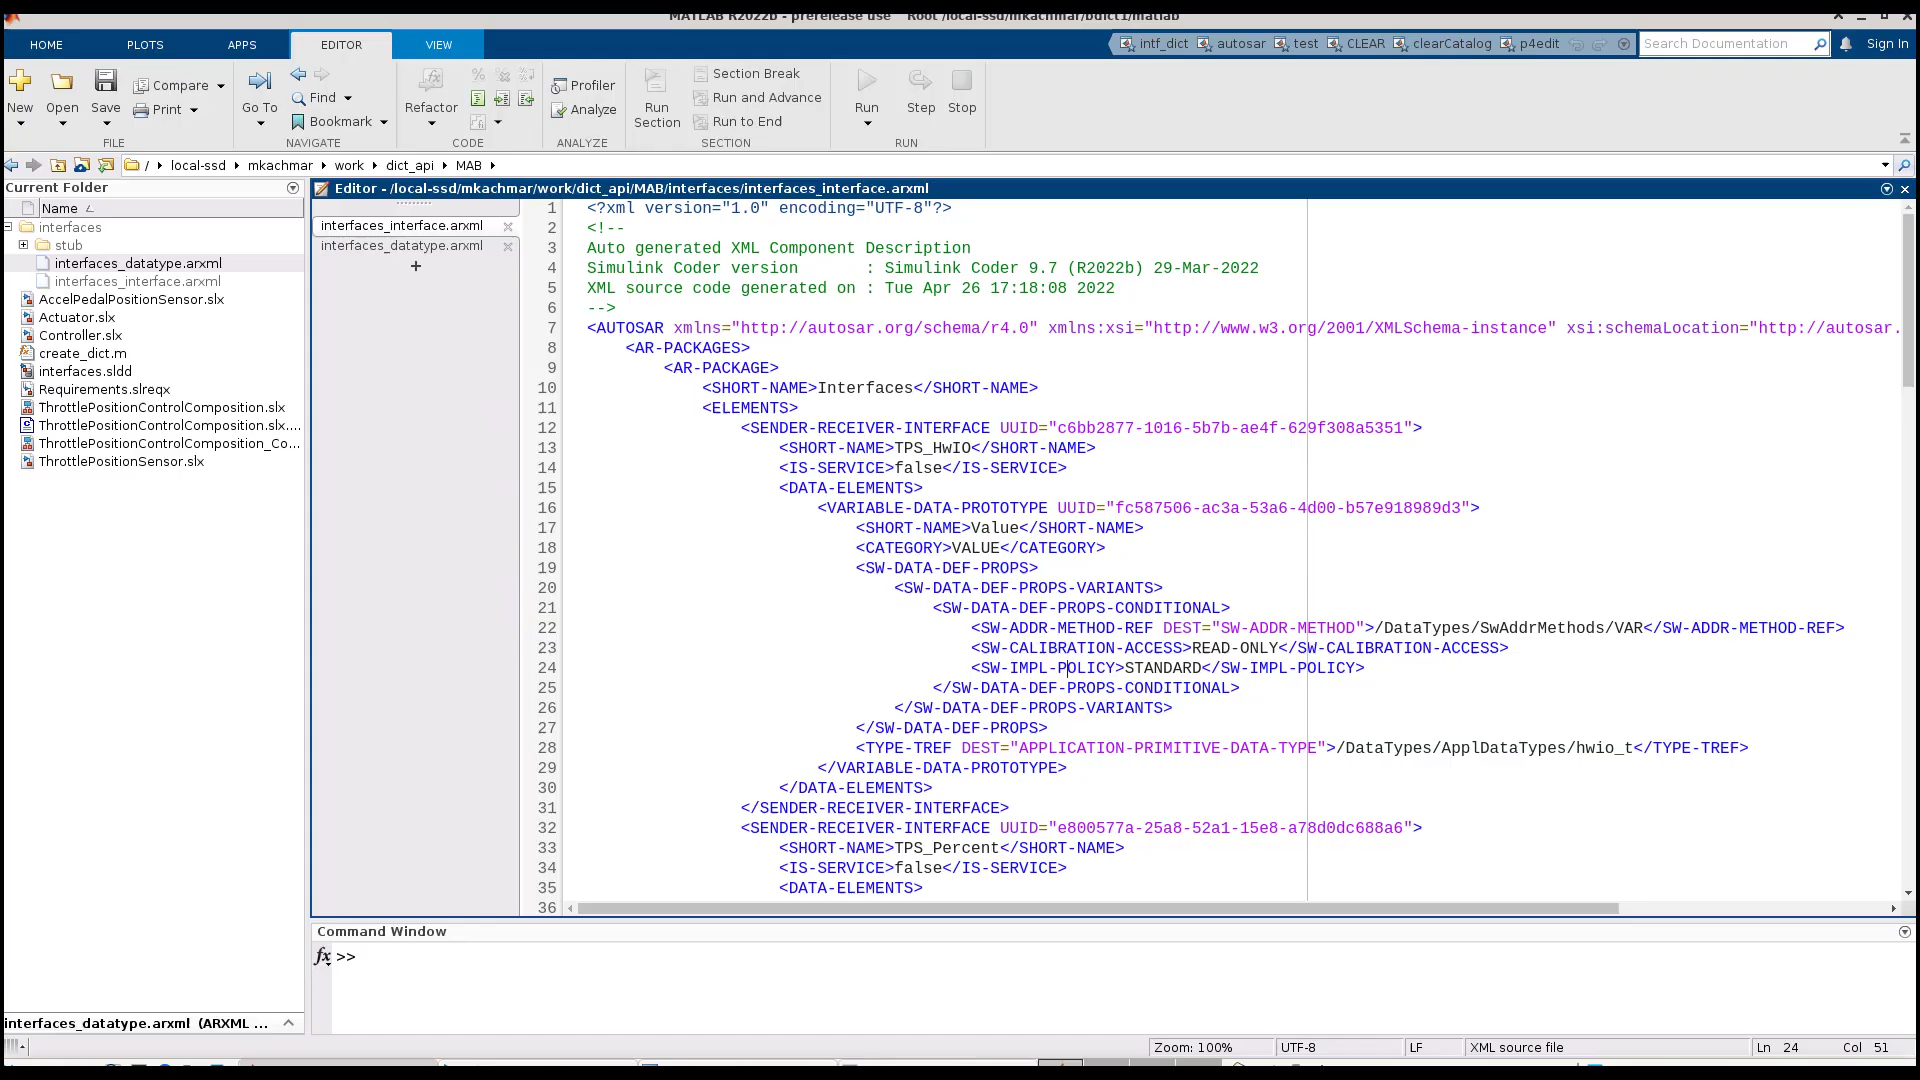 MATLAB R2022b - prerelease use Root /local-ssd/mkachmar/bdict1/matlab
HOME PLOTS APPS EDITOR VIEW intf_dict autosar test CLEAR clearCatalog p4edit Search Documentation Sign In
New Open Save Compare Print
Go To Find Bookmark
Refactor
Profiler Analyze
Run Section Section Break Run and Advance Run to End
Run Step Stop
FILE NAVIGATE CODE ANALYZE SECTION RUN
/ local-ssd mkachmar work dict_api MAB
Current Folder
Name
interfaces
stub
interfaces_datatype.arxml
interfaces_interface.arxml
AccelPedalPositionSensor.slx
Actuator.slx
Controller.slx
create_dict.m
interfaces.sldd
Requirements.slreqx
ThrottlePositionControlComposition.slx
ThrottlePositionControlComposition.slx....
ThrottlePositionControlComposition_Co...
ThrottlePositionSensor.slx
interfaces_datatype.arxml (ARXML ...
Editor - /local-ssd/mkachmar/work/dict_api/MAB/interfaces/interfaces_interface.arxml
interfaces_interface.arxml
interfaces_datatype.arxml
+
1 <?xml version="1.0" encoding="UTF-8"?>
2 <!--
3 Auto generated XML Component Description
4 Simulink Coder version : Simulink Coder 9.7 (R2022b) 29-Mar-2022
5 XML source code generated on : Tue Apr 26 17:18:08 2022
6 -->
7 <AUTOSAR xmlns="http://autosar.org/schema/r4.0" xmlns:xsi="http://www.w3.org/2001/XMLSchema-instance" xsi:schemaLocation="http://autosar.
8 <AR-PACKAGES>
9 <AR-PACKAGE>
10 <SHORT-NAME>Interfaces</SHORT-NAME>
11 <ELEMENTS>
12 <SENDER-RECEIVER-INTERFACE UUID="c6bb2877-1016-5b7b-ae4f-629f308a5351">
13 <SHORT-NAME>TPS_HwIO</SHORT-NAME>
14 <IS-SERVICE>false</IS-SERVICE>
15 <DATA-ELEMENTS>
16 <VARIABLE-DATA-PROTOTYPE UUID="fc587506-ac3a-53a6-4d00-b57e918989d3">
17 <SHORT-NAME>Value</SHORT-NAME>
18 <CATEGORY>VALUE</CATEGORY>
19 <SW-DATA-DEF-PROPS>
20 <SW-DATA-DEF-PROPS-VARIANTS>
21 <SW-DATA-DEF-PROPS-CONDITIONAL>
22 <SW-ADDR-METHOD-REF DEST="SW-ADDR-METHOD">/DataTypes/SwAddrMethods/VAR</SW-ADDR-METHOD-REF>
23 <SW-CALIBRATION-ACCESS>READ-ONLY</SW-CALIBRATION-ACCESS>
24 <SW-IMPL-POLICY>STANDARD</SW-IMPL-POLICY>
25 </SW-DATA-DEF-PROPS-CONDITIONAL>
26 </SW-DATA-DEF-PROPS-VARIANTS>
27 </SW-DATA-DEF-PROPS>
28 <TYPE-TREF DEST="APPLICATION-PRIMITIVE-DATA-TYPE">/DataTypes/ApplDataTypes/hwio_t</TYPE-TREF>
29 </VARIABLE-DATA-PROTOTYPE>
30 </DATA-ELEMENTS>
31 </SENDER-RECEIVER-INTERFACE>
32 <SENDER-RECEIVER-INTERFACE UUID="e800577a-25a8-52a1-15e8-a78d0dc688a6">
33 <SHORT-NAME>TPS_Percent</SHORT-NAME>
34 <IS-SERVICE>false</IS-SERVICE>
35 <DATA-ELEMENTS>
36
Command Window
fx >>
Zoom: 100% UTF-8 LF XML source file Ln 24 Col 51